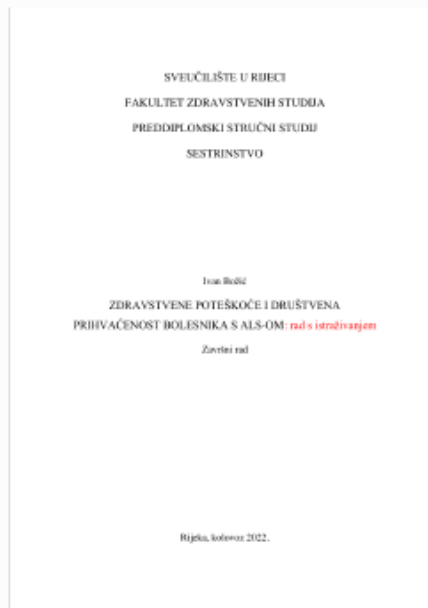 SVEUČILIŠTE U RIJECI
FAKULTET ZDRAVSTVENIH STUDIJA
PREDDIPLOMSKI STRUČNI STUDIJ
SESTRINSTVO
Ivan Božić
ZDRAVSTVENE POTEŠKOĆE I DRUŠTVENA
PRIHVAĆENOST BOLESNIKA S ALS-OM: rad s istraživanjem
Završni rad
Rijeka, kolovoz 2022.